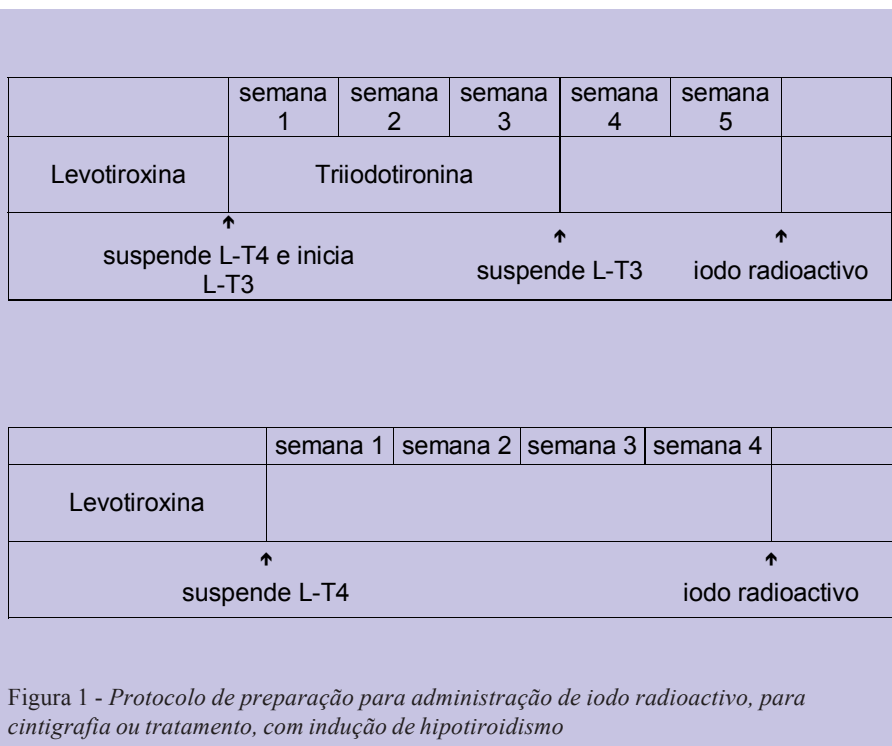 semana 1 semana 2 semana 3 semana 4 semana 5
Levotiroxina Triiodotironina
suspende L-T4 e inicia L-T3 suspende L-T3 iodo radioactivo
semana 1 semana 2 semana 3 semana 4
Levotiroxina
suspende L-T4 iodo radioactivo
Figura 1 - Protocolo de preparação para administração de iodo radioactivo, para
cintigrafia ou tratamento, com indução de hipotiroidismo